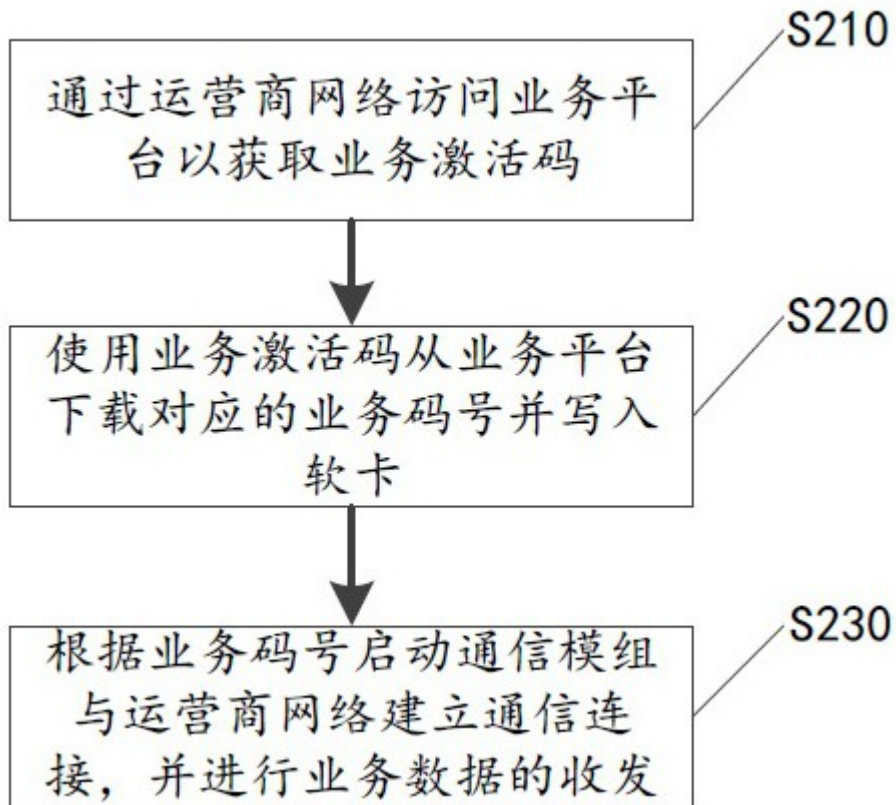 S210
通过运营商网络访问业务平
台以获取业务激活码
S220
使用业务激活码从业务平台
下载对应的业务码号并写入
软卡
S230
根据业务码号启动通信模组
与运营商网络建立通信连
接，并进行业务数据的收发